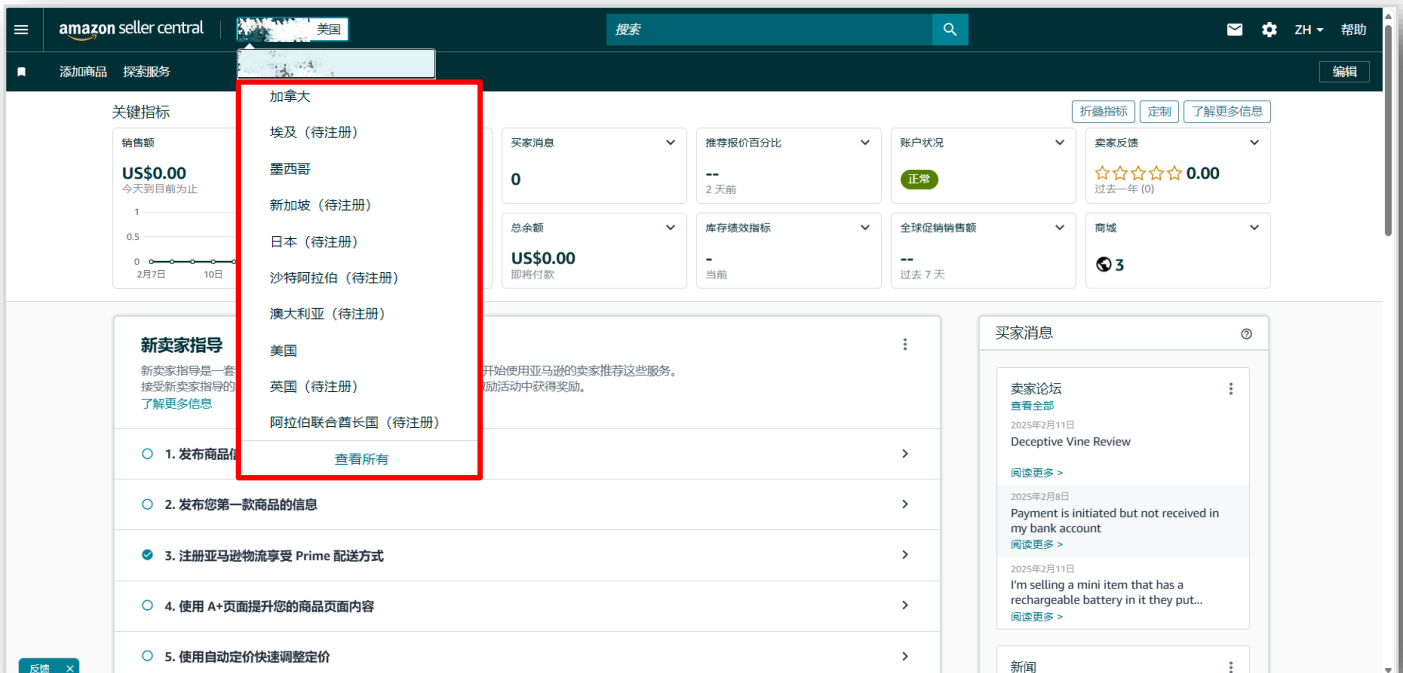 amazon seller central
美国
搜索
ZH
帮助
添加商品
探索服务
编辑
加拿大
埃及（待注册）
墨西哥
新加坡（待注册）
日本（待注册）
沙特阿拉伯（待注册）
澳大利亚（待注册）
美国
英国（待注册）
阿拉伯联合酋长国（待注册）
查看所有
关键指标
折叠指标
定制
了解更多信息
销售额
US$0.00
今天到目前为止
1
0.5
0
2月7日
10日
买家消息
0
推荐报价百分比
--
2 天前
账户状况
正常
卖家反馈
0.00
过去一年 (0)
总余额
US$0.00
即将付款
库存绩效指标
-
当前
全球促销销售额
--
过去 7 天
商城
3
新卖家指导
新卖家指导是一套
开始使用亚马逊的卖家推荐这些服务。
接受新卖家指导的
励活动中获得奖励。
了解更多信息
1. 发布商品信
2. 发布您第一款商品的信息
3. 注册亚马逊物流享受 Prime 配送方式
4. 使用 A+页面提升您的商品页面内容
5. 使用自动定价快速调整定价
买家消息
卖家论坛
查看全部
2025年2月11日
Deceptive Vine Review
阅读更多 >
2025年2月8日
Payment is initiated but not received in
my bank account
阅读更多 >
2025年2月11日
I'm selling a mini item that has a
rechargeable battery in it they put...
阅读更多 >
新闻
反馈 ×